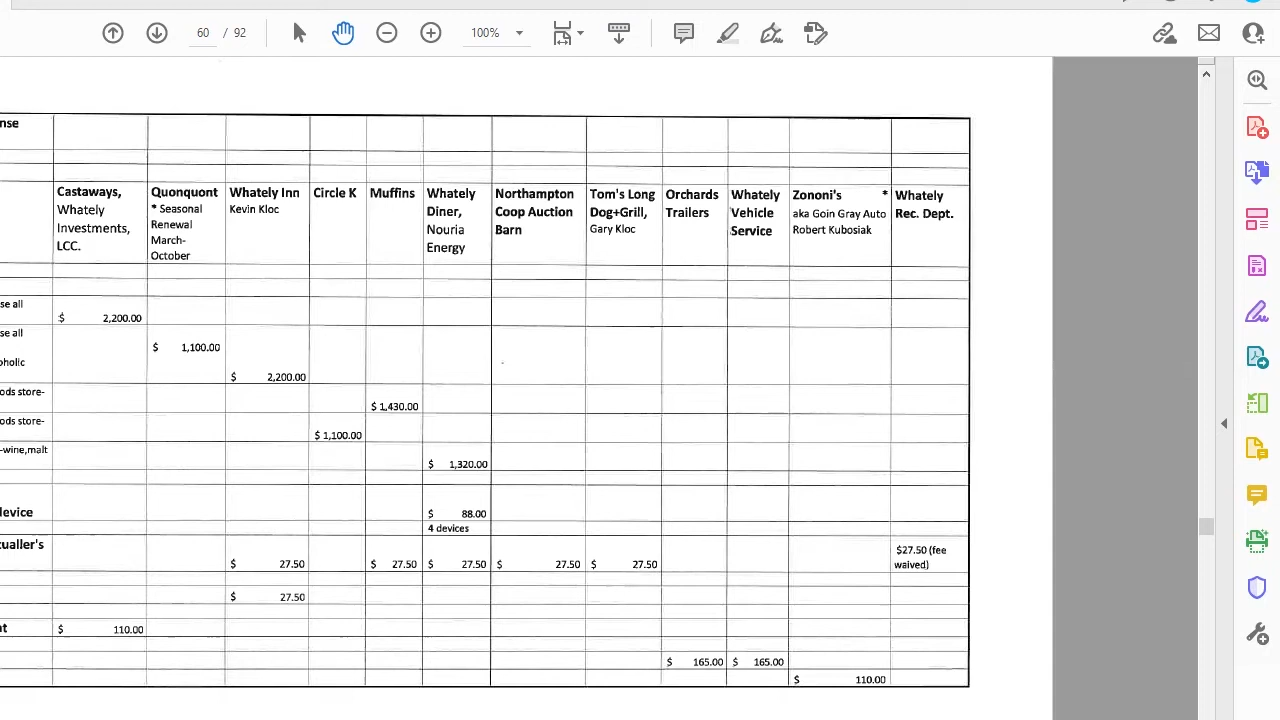 60 / 92
100%
nse
Castaways, Quonquont Whately Inn Circle K Muffins Whately Northampton Tom's Long Orchards Whately Zononi's * Whately
Whately * Seasonal Kevin Kloc Diner, Coop Auction Dog+Grill, Trailers Vehicle aka Goin Gray Auto Rec. Dept.
Investments, Renewal Nouria Barn Gary Kloc Service Robert Kubosiak
LCC. March- Energy
October
se all
$ 2,200.00
se all
$ 1,100.00
oholic
$ 2,200.00
ods store-
$ 1,430.00
ods store-
$ 1,100.00
-wine,malt
$ 1,320.00
device $ 88.00
4 devices
tualler's
$27.50 (fee
$ 27.50 $ 27.50 $ 27.50 $ 27.50 $ 27.50 waived)
$ 27.50
nt $ 110.00
$ 165.00 $ 165.00
$ 110.00